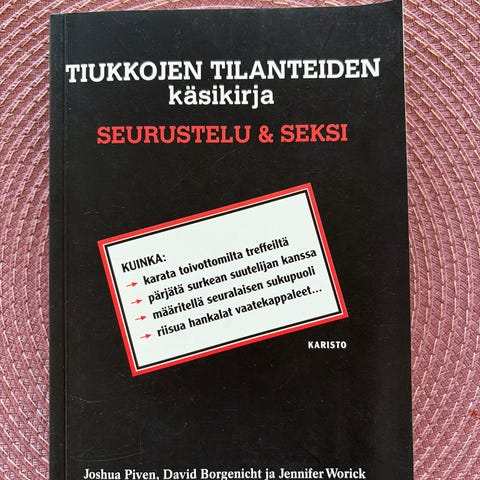 TIUKKOJEN TILANTEIDEN
käsikirja
SEURUSTELU & SEKSI
KUINKA:
→ karata toivottomilta treffeiltä
→ pärjätä surkean suutelijan kanssa
→ määritellä seuralaisen sukupuoli
→ riisua hankalat vaatekappaleet...
KARISTO
Joshua Piven, David Borgenicht ja Jennifer Worick